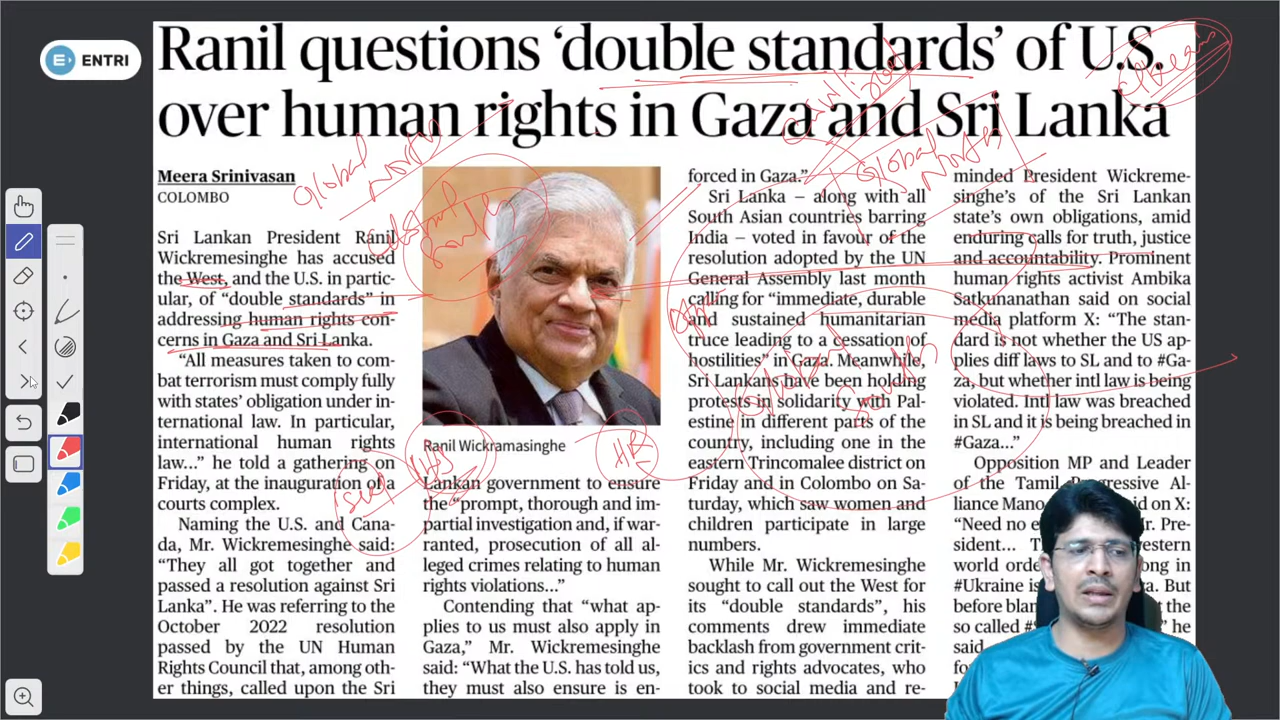 ENTRI
Ranil questions ‘double standards’ of U.S.
over human rights in Gaza and Sri Lanka
Meera Srinivasan
COLOMBO
Sri Lankan President Ranil
Wickremesinghe has accused
the West, and the U.S. in partic-
ular, of “double standards” in
addressing human rights con-
cerns in Gaza and Sri Lanka.
“All measures taken to com-
bat terrorism must comply fully
with states’ obligation under in-
ternational law. In particular,
international human rights
law...” he told a gathering on
Friday, at the inauguration of a
courts complex.
Naming the U.S. and Cana-
da, Mr. Wickremesinghe said:
“They all got together and
passed a resolution against Sri
Lanka”. He was referring to the
October 2022 resolution
passed by the UN Human
Rights Council that, among oth-
er things, called upon the Sri
Global
North
Global
South
Ranil Wickramasinghe
HR
Lankan government to ensure
the “prompt, thorough and im-
partial investigation and, if war-
ranted, prosecution of all al-
leged crimes relating to human
rights violations...”
Contending that “what ap-
plies to us must also apply in
Gaza,” Mr. Wickremesinghe
said: “What the U.S. has told us,
they must also ensure is en-
forced in Gaza.”
Sri Lanka – along with all
South Asian countries barring
India – voted in favour of the
resolution adopted by the UN
General Assembly last month
calling for “immediate, durable
and sustained humanitarian
truce leading to a cessation of
hostilities” in Gaza. Meanwhile,
Sri Lankans have been holding
protests in solidarity with Pal-
estine in different parts of the
country, including one in the
eastern Trincomalee district on
Friday and in Colombo on Sa-
turday, which saw women and
children participate in large
numbers.
While Mr. Wickremesinghe
sought to call out the West for
its “double standards”, his
comments drew immediate
backlash from government crit-
ics and rights advocates, who
took to social media and re-
Global
North
Global
South
minded President Wickreme-
singhe’s of the Sri Lankan
state’s own obligations, amid
enduring calls for truth, justice
and accountability. Prominent
human rights activist Ambika
Satkunanathan said on social
media platform X: “The stan-
dard is not whether the US ap-
plies diff laws to SL and to #Ga-
za, but whether intl law is being
violated. Intl law was breached
in SL and it is being breached in
#Gaza...”
Opposition MP and Leader
of the Tamil Progressive Al-
liance Mano
“Need no
sident...
world
#Ukraine is
But
before
the
so called
he
said